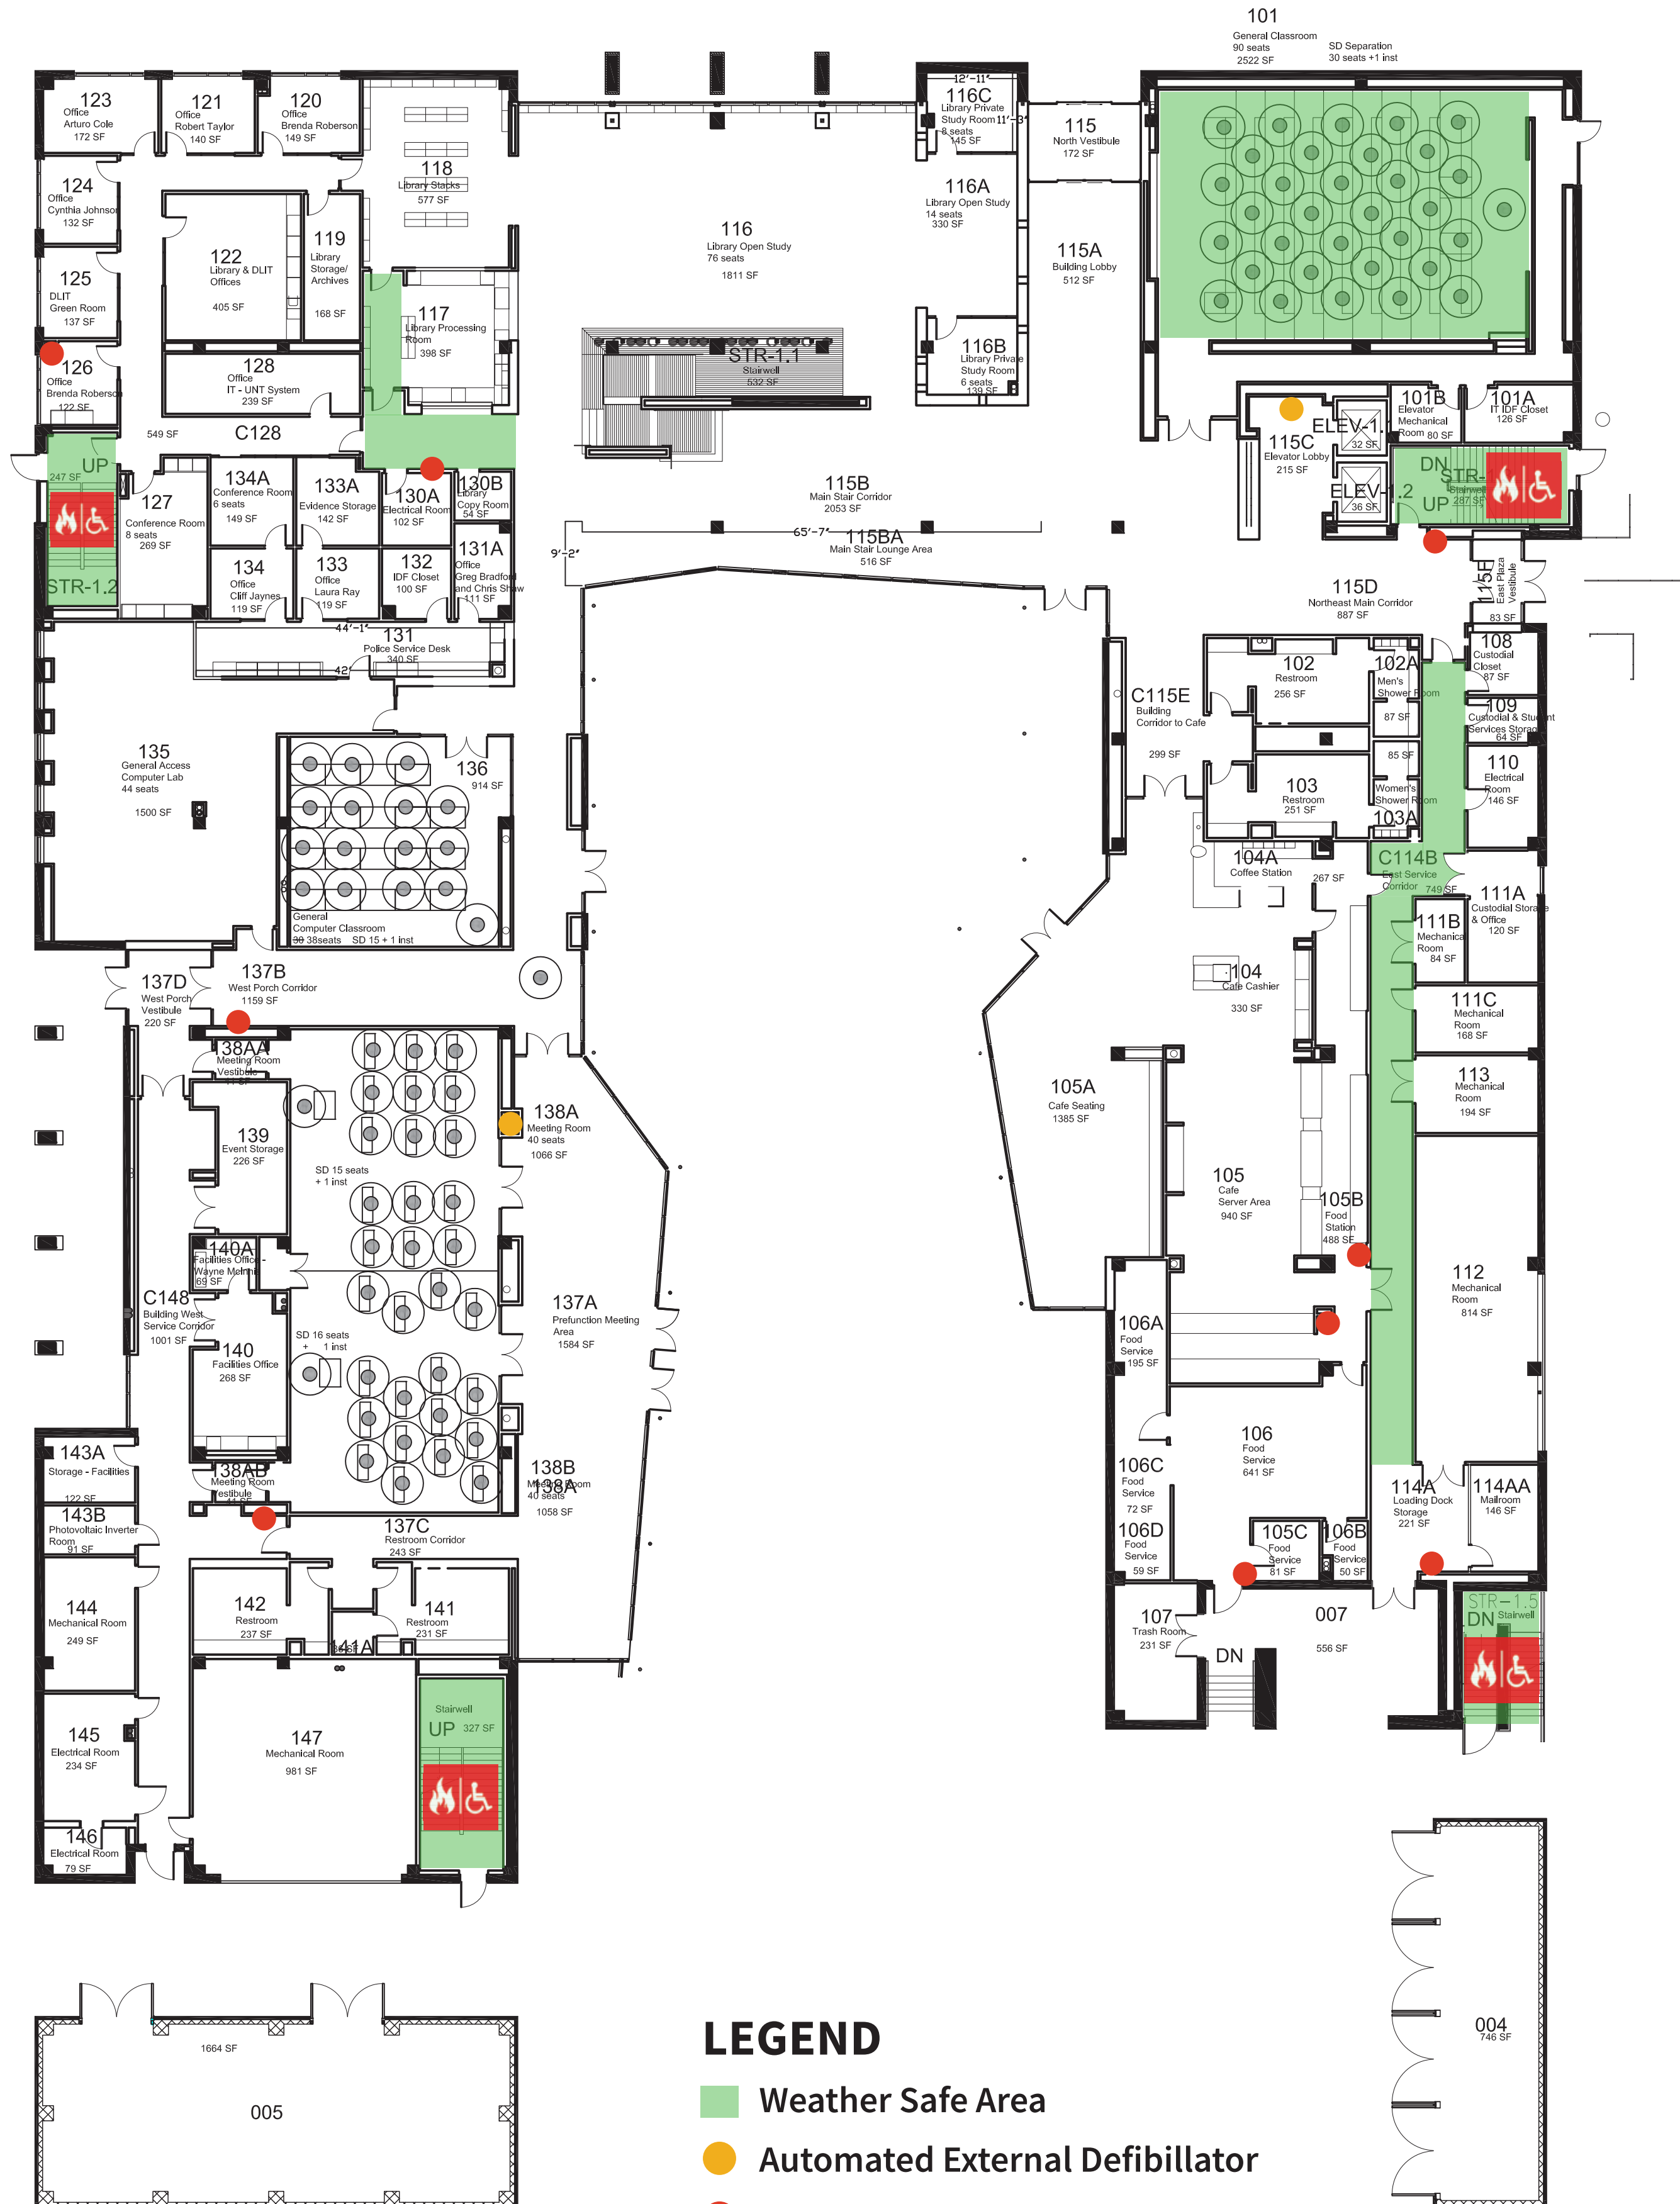 101
General Classroom
90 seats
2522 SF
SD Separation
30 seats +1 inst
123
Office
Arturo Cole
172 SF
121
Office
Robert Taylor
140 SF
120
Office
Brenda Roberson
149 SF
118
Library Stacks
577 SF
12'-11"
116C
Library Private
Study Room
8 seats
145 SF
11'-3"
115
North Vestibule
172 SF
124
Office
Cynthia Johnson
132 SF
122
Library & DLIT
Offices
405 SF
119
Library
Storage/
Archives
168 SF
116
Library Open Study
76 seats
1811 SF
116A
Library Open Study
14 seats
330 SF
115A
Building Lobby
512 SF
125
DLIT
Green Room
137 SF
117
Library Processing
Room
398 SF
126
Office
Brenda Roberson
122 SF
128
Office
IT - UNT System
239 SF
STR-1.1
Stairwell
532 SF
116B
Library Private
Study Room
6 seats
139 SF
549 SF
C128
115C
Elevator Lobby
215 SF
ELEV-1.
32 SF
ELEV-1.2
36 SF
101B
Elevator
Mechanical
Room 80 SF
101A
IT IDF Closet
126 SF
UP
247 SF
STR-1.2
127
Conference Room
8 seats
269 SF
134A
Conference Room
6 seats
149 SF
133A
Evidence Storage
142 SF
130A
Electrical Room
102 SF
130B
Library
Copy Room
54 SF
115B
Main Stair Corridor
2053 SF
DN
UP
STR-1
Stairwell
287 SF
65'-7"
9'-2"
115BA
Main Stair Lounge Area
516 SF
134
Office
Cliff Jaynes
119 SF
133
Office
Laura Ray
119 SF
132
IDF Closet
100 SF
131A
Office
Greg Bradford
and Chris Shaw
111 SF
115D
Northeast Main Corridor
887 SF
115F
East Plaza
Vestibule
83 SF
44'-1"
131
Police Service Desk
340 SF
42'
102
Restroom
256 SF
102A
Men's
Shower Room
87 SF
108
Custodial
Closet
87 SF
C115E
Building
Corridor to Cafe
299 SF
109
Custodial & Student
Services Storage
64 SF
135
General Access
Computer Lab
44 seats
1500 SF
136
914 SF
General
Computer Classroom
30 38seats SD 15 + 1 inst
103
Restroom
251 SF
85 SF
Women's
Shower Room
103A
110
Electrical
Room
146 SF
104A
Coffee Station
267 SF
C114B
East Service
Corridor
749 SF
111A
Custodial Storage
& Office
120 SF
111B
Mechanical
Room
84 SF
137D
West Porch
Vestibule
220 SF
137B
West Porch Corridor
1159 SF
104
Cafe Cashier
330 SF
111C
Mechanical
Room
168 SF
138AA
Meeting Room
Vestibule
105A
Cafe Seating
1385 SF
113
Mechanical
Room
194 SF
139
Event Storage
226 SF
138A
Meeting Room
40 seats
1066 SF
SD 15 seats
+ 1 inst
105
Cafe
Server Area
940 SF
105B
Food
Station
488 SF
140A
Facilities Office -
69 SF
C148
Building West
Service Corridor
1001 SF
137A
Prefunction Meeting
Area
1584 SF
112
Mechanical
Room
814 SF
SD 16 seats
+ 1 inst
140
Facilities Office
268 SF
106A
Food
Service
195 SF
143A
Storage - Facilities
122 SF
138AB
Meeting Room
Vestibule
138B
Meeting Room
138A
40 seats
1058 SF
106
Food
Service
641 SF
106C
Food
Service
72 SF
114A
Loading Dock
Storage
221 SF
114AA
Mailroom
146 SF
143B
Photovoltaic Inverter
Room
91 SF
137C
Restroom Corridor
243 SF
106D
Food
Service
59 SF
105C
Food
Service
81 SF
106B
Food
Service
50 SF
144
Mechanical Room
249 SF
142
Restroom
237 SF
141
Restroom
231 SF
141A
107
Trash Room
231 SF
DN
007
556 SF
STR-1.5
DN
Stairwell
145
Electrical Room
234 SF
147
Mechanical Room
981 SF
Stairwell
UP
327 SF
146
Electrical Room
79 SF
1664 SF
005
004
746 SF
LEGEND
Weather Safe Area
Automated External Defibillator